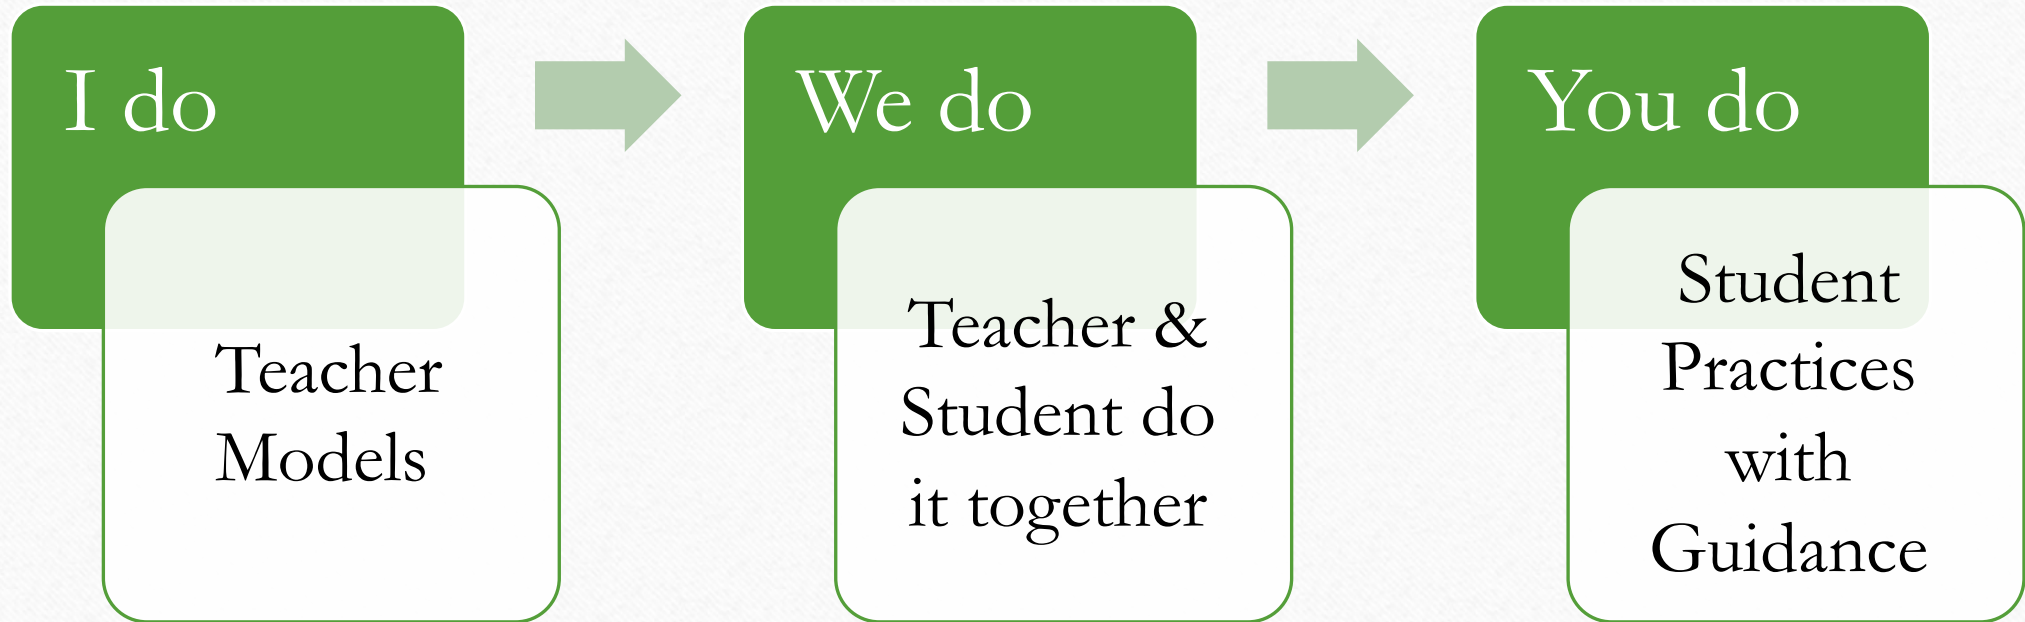 I do
Teacher
Models
We do
Teacher &
Student do
it together
You do
Student
Practices
with
Guidance